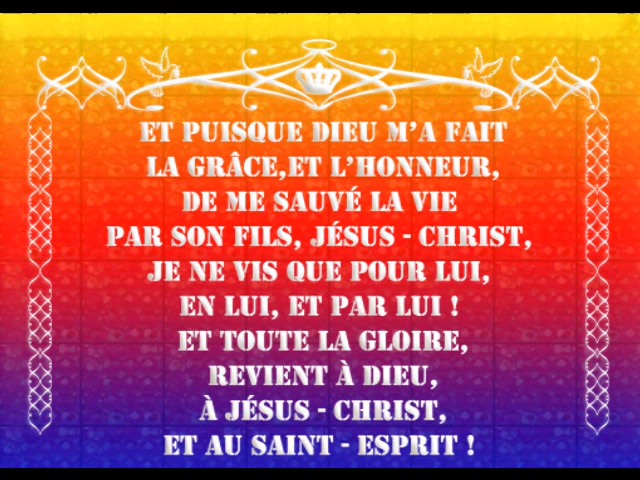 ET PUISQUE DIEU M'A FAIT
LA GRÂCE,ET L'HONNEUR,
DE ME SAUVÉ LA VIE
PAR SON FILS, JÉSUS - CHRIST,
JE NE VIS QUE POUR LUI,
EN LUI, ET PAR LUI !
ET TOUTE LA GLOIRE,
REVIENT À DIEU,
À JÉSUS - CHRIST,
ET AU SAINT - ESPRIT !